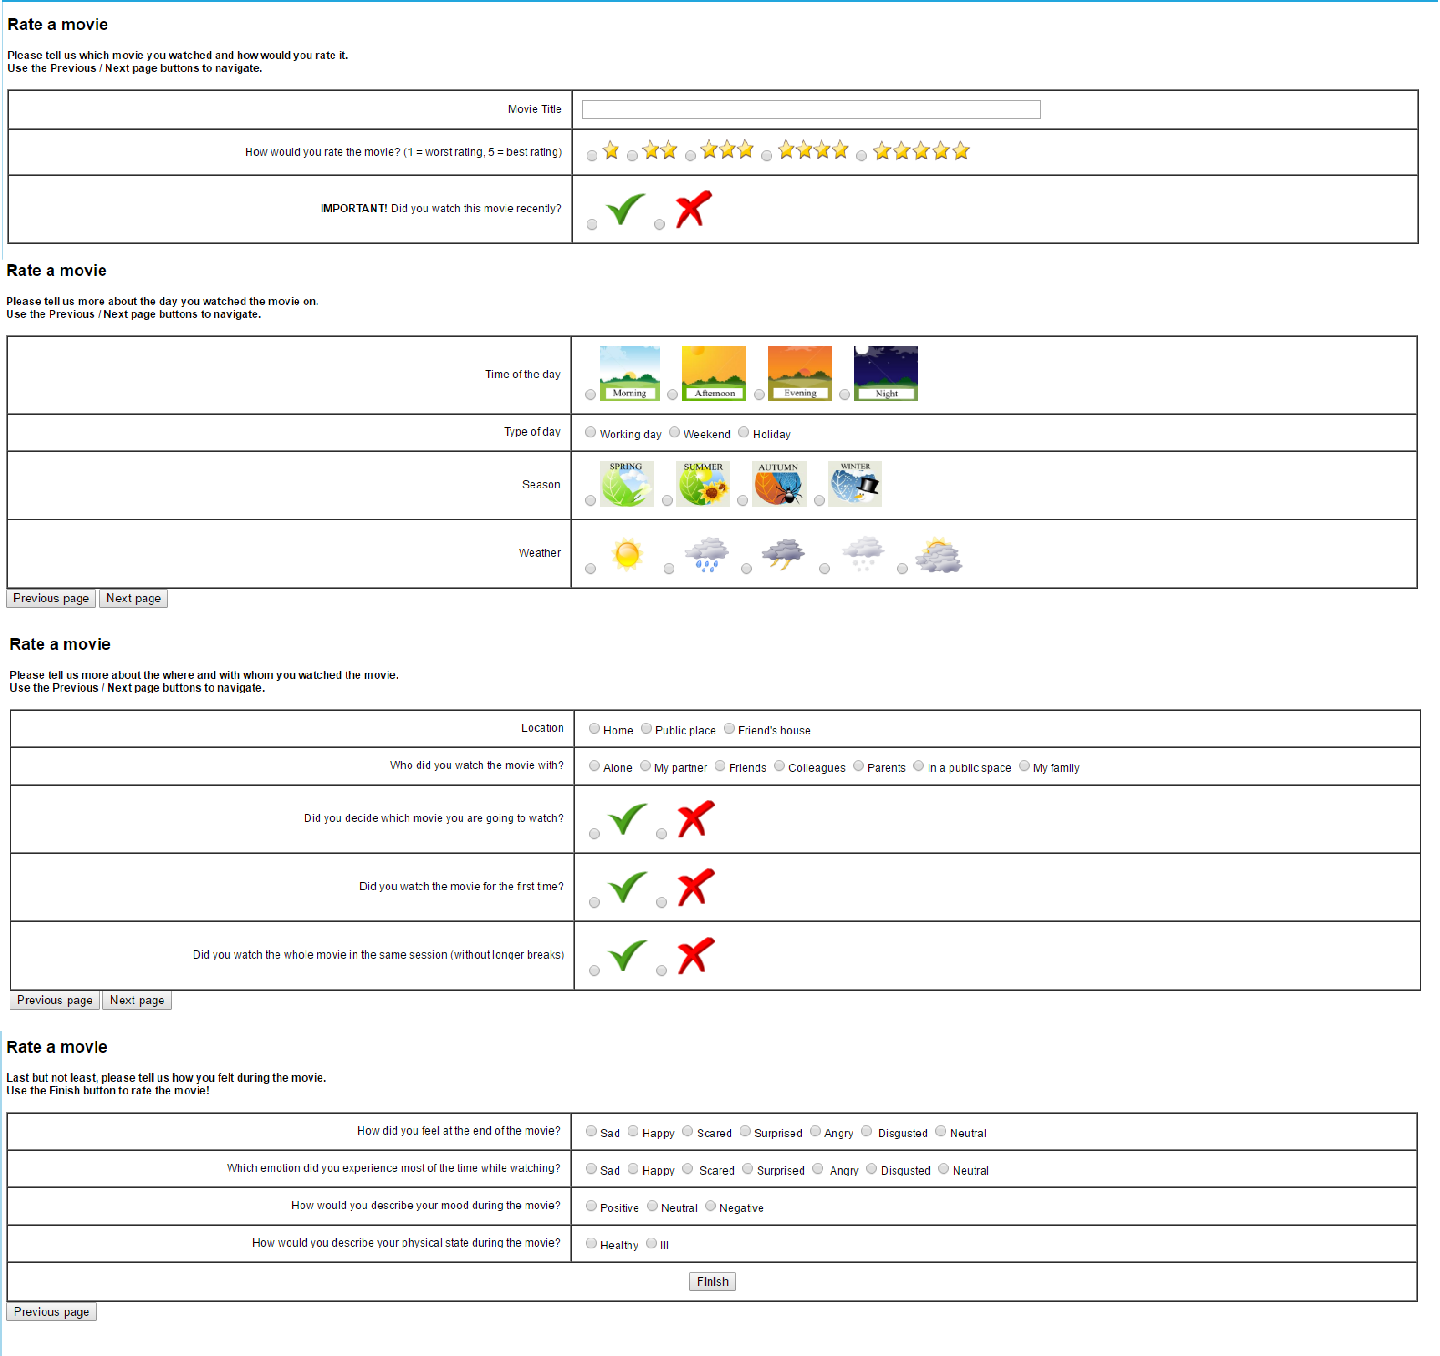 Rate a movie
Please tell us which movie you watched and how would you rate it.
Use the Previous / Next page buttons to navigate.
Movie Title
How would you rate the movie? (1 = worst rating, 5 = best rating)
IMPORTANT! Did you watch this movie recently?
Rate a movie
Please tell us more about the day you watched the movie on.
Use the Previous / Next page buttons to navigate.
Time of the day Morning Afternoon Evening Night
Type of day Working day Weekend Holiday
Season SPRING SUMMER AUTUMN WINTER
Weather
Previous page Next page
Rate a movie
Please tell us more about the where and with whom you watched the movie.
Use the Previous / Next page buttons to navigate.
Location Home Public place Friend's house
Who did you watch the movie with? Alone My partner Friends Colleagues Parents In a public space My family
Did you decide which movie you are going to watch?
Did you watch the movie for the first time?
Did you watch the whole movie in the same session (without longer breaks)
Previous page Next page
Rate a movie
Last but not least, please tell us how you felt during the movie.
Use the Finish button to rate the movie!
How did you feel at the end of the movie? Sad Happy Scared Surprised Angry Disgusted Neutral
Which emotion did you experience most of the time while watching? Sad Happy Scared Surprised Angry Disgusted Neutral
How would you describe your mood during the movie? Positive Neutral Negative
How would you describe your physical state during the movie? Healthy Ill
Finish
Previous page